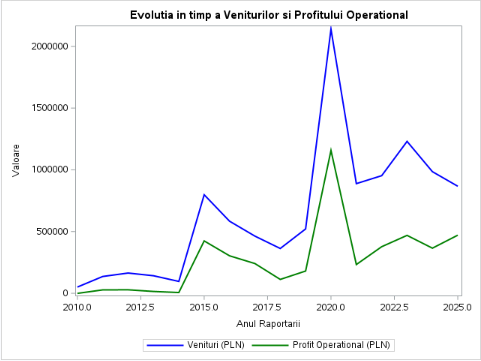 Evolutia in timp a Veniturilor si Profitului Operational
Valoare
2000000
1500000
1000000
500000
0
2010.0 2012.5 2015.0 2017.5 2020.0 2022.5 2025.0
Anul Raportarii
Venituri (PLN) Profit Operational (PLN)